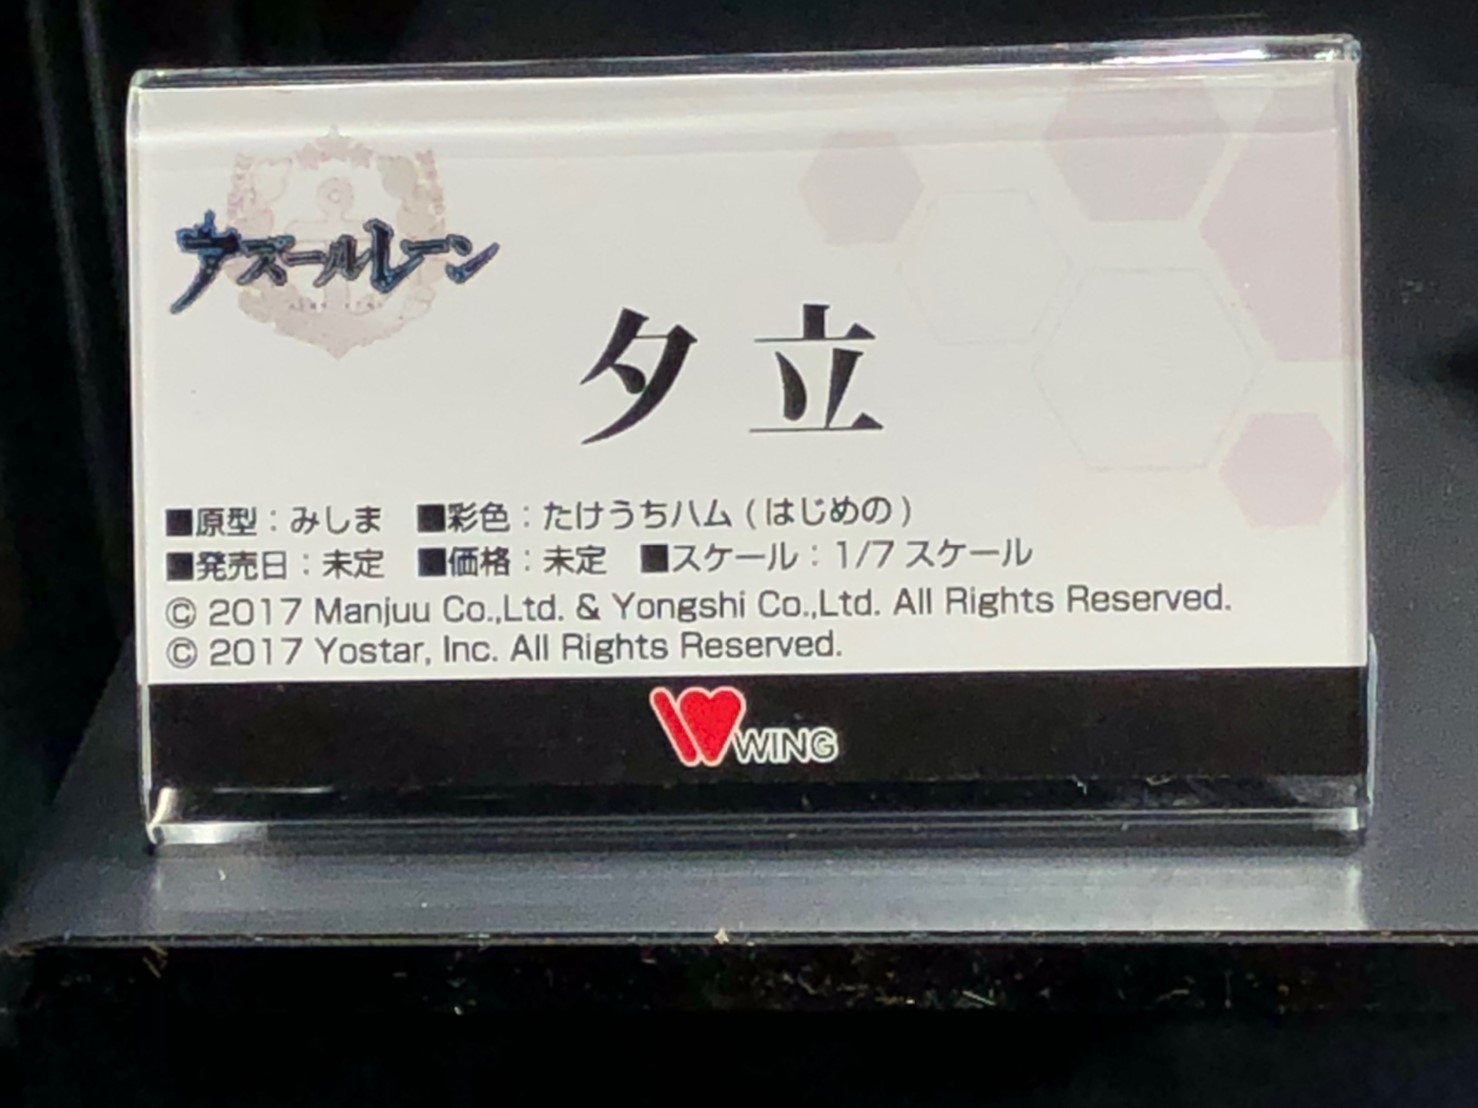 アズールレーン
夕立
■原型：みしま　■彩色：たけうちハム（はじめの）
■発売日：未定　■価格：未定　■スケール：1/7 スケール
© 2017 Manjuu Co.,Ltd. & Yongshi Co.,Ltd. All Rights Reserved.
© 2017 Yostar, Inc. All Rights Reserved.
WING